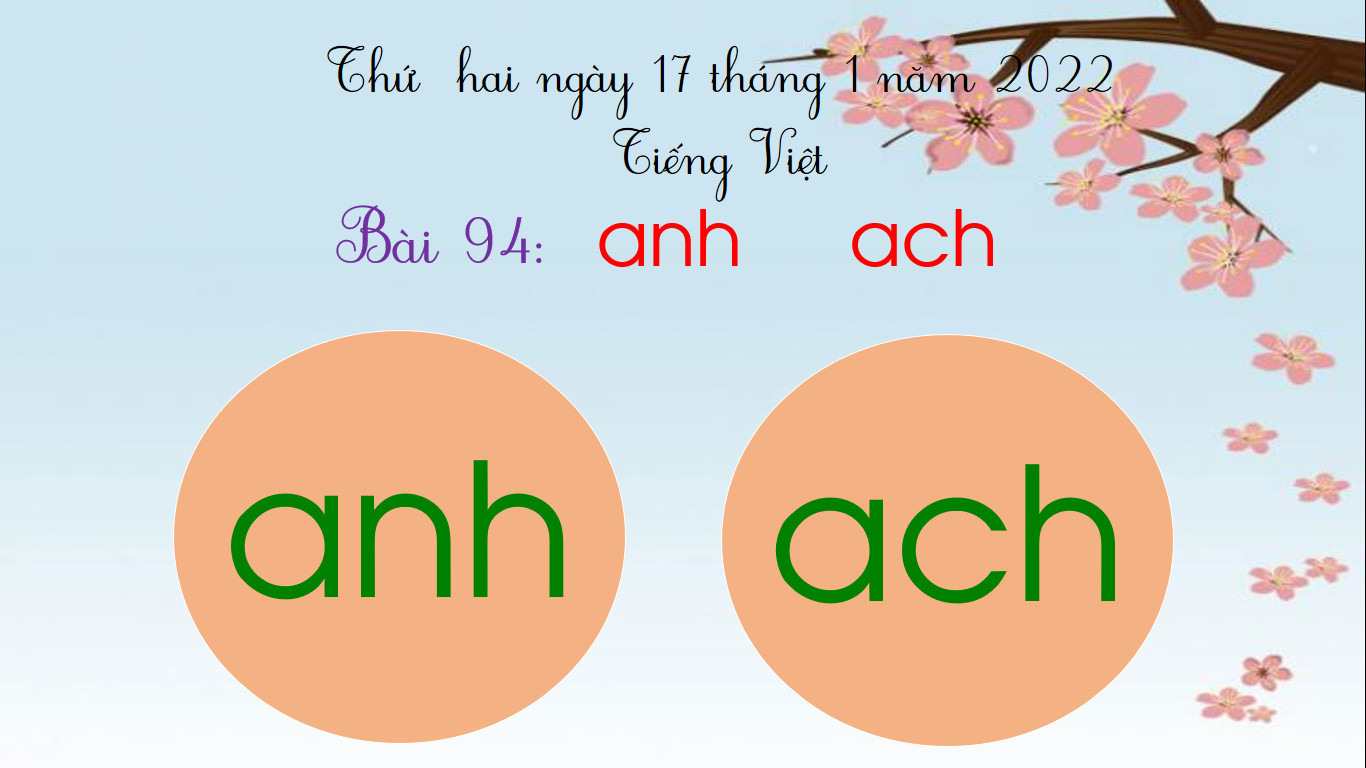 Thứ hai ngày 17 tháng 1 năm 2022
Tiếng Việt
Bài 94: anh ach
anh ach